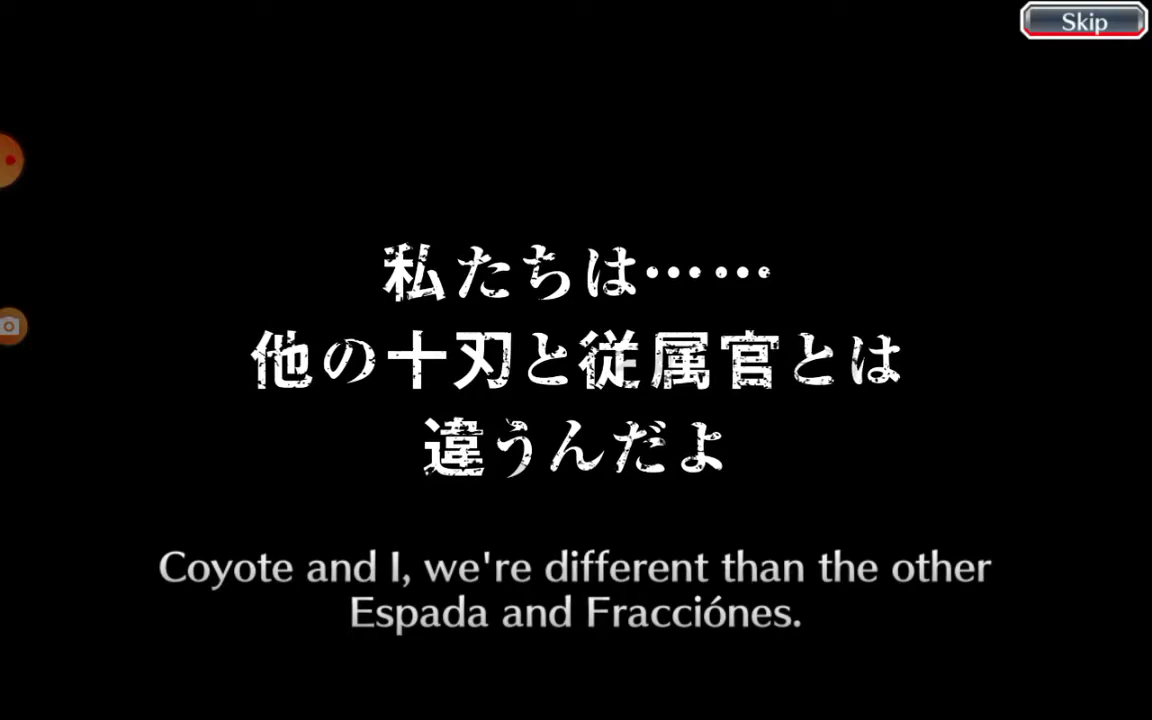 Skip
私たちは……
他の十刃と従属官とは
違うんだよ
Coyote and I, we're different than the other
Espada and Fracciónes.